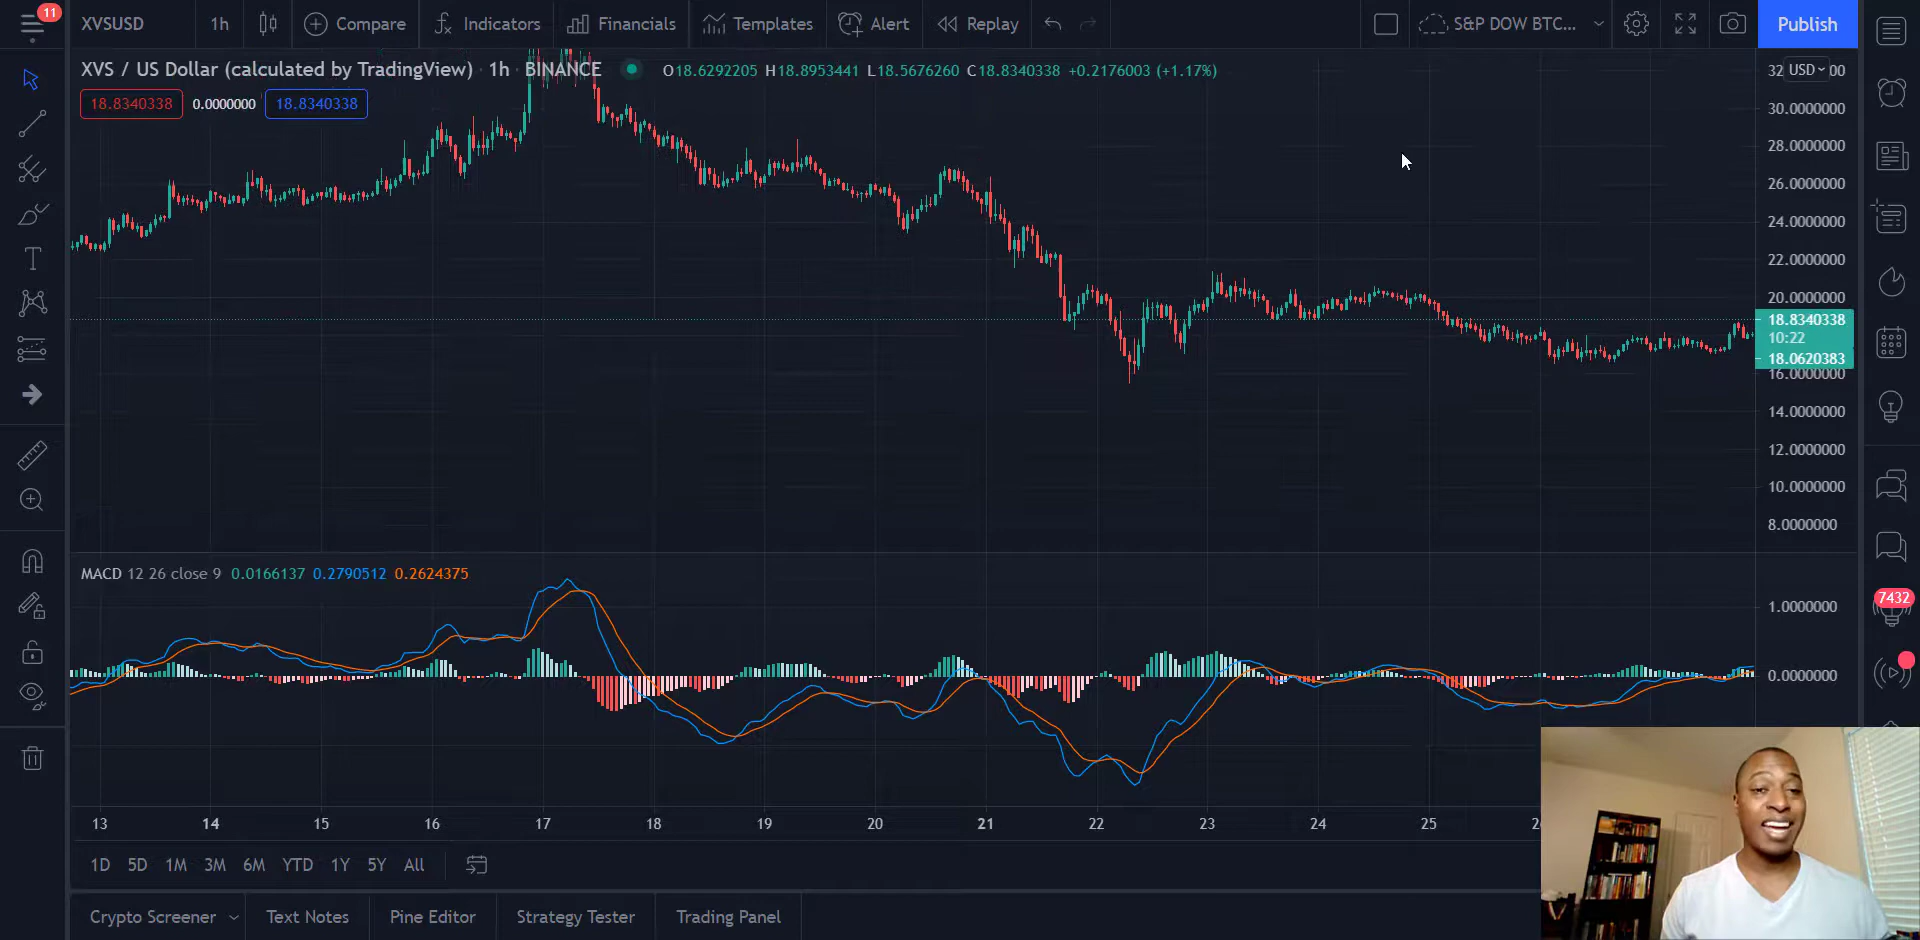 11
XVSUSD 1h Compare Indicators Financials Templates Alert Replay S&P DOW BTC... Publish
XVS / US Dollar (calculated by TradingView) · 1h · BINANCE O18.6292205 H18.8953441 L18.5676260 C18.8340338 +0.2176003 (+1.17%)
18.8340338 0.0000000 18.8340338
32 USD 00
30.0000000
28.0000000
26.0000000
24.0000000
22.0000000
20.0000000
18.8340338
10:22
18.0620383
16.0000000
14.0000000
12.0000000
10.0000000
8.0000000
MACD 12 26 close 9 0.0166137 0.2790512 0.2624375
1.0000000
0.0000000
7432
13 14 15 16 17 18 19 20 21 22 23 24 25
1D 5D 1M 3M 6M YTD 1Y 5Y All
Crypto Screener Text Notes Pine Editor Strategy Tester Trading Panel